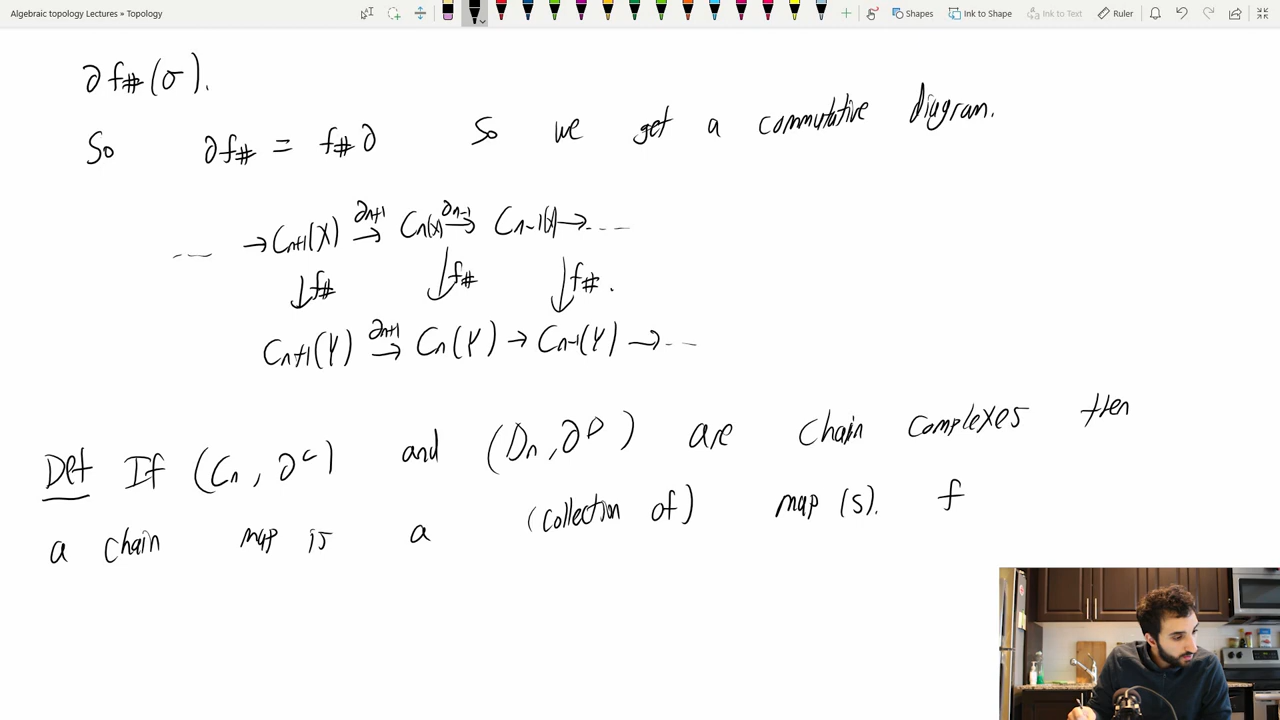 Algebraic topology Lectures » Topology
Shapes Ink to Shape Ink to Text Ruler
∂f#(σ).
So ∂f# = f#∂ So we get a commutative diagram.
.... → Cn+1(X) ∂n+1→ Cn(X) ∂n-1→ Cn-1(X) → ....
↓f# ↓f# ↓f#.
Cn+1(Y) ∂n+1→ Cn(Y) → Cn-1(Y) → ....
Def If (Cn, ∂^C) and (Dn, ∂^D) are chain complexes then
a chain map is a (collection of) map(s). f